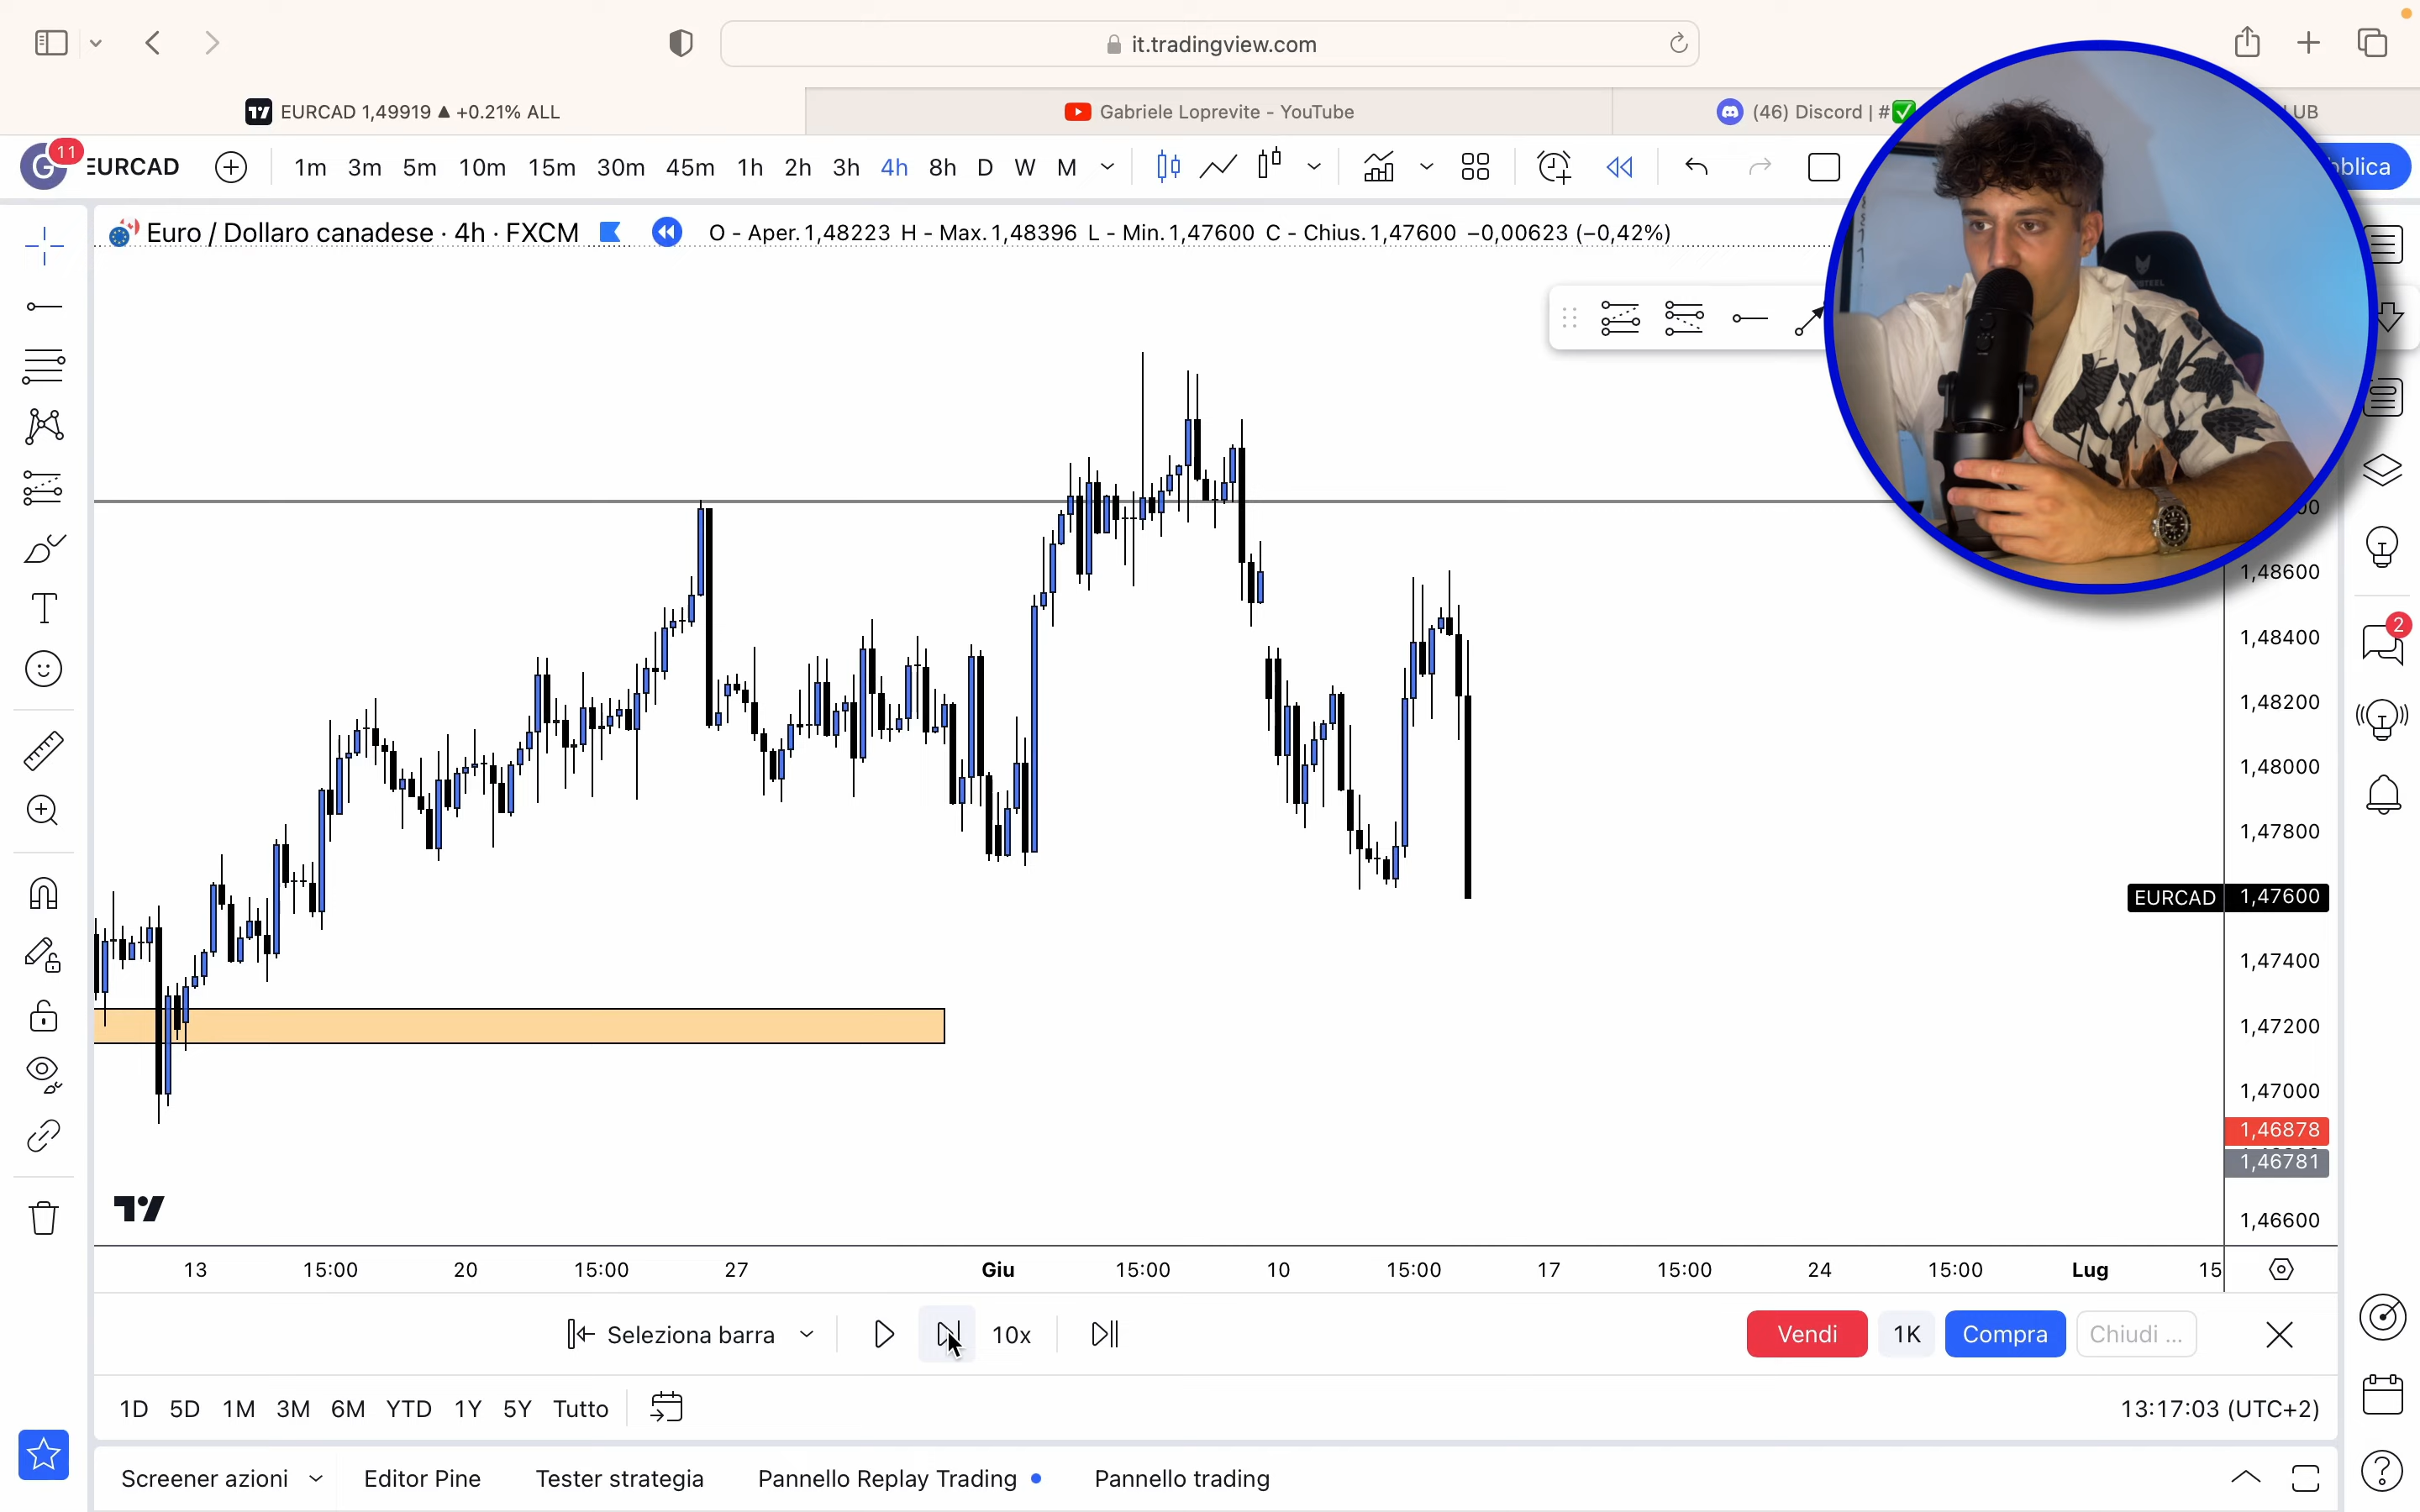 it.tradingview.com
EURCAD 1,49919 ▲ +0.21% ALL
Gabriele Loprevite - YouTube
(46) Discord | #✅
UB
G
11
EURCAD
1m 3m 5m 10m 15m 30m 45m 1h 2h 3h 4h 8h D W M
bblica
Euro / Dollaro canadese · 4h · FXCM
O - Aper. 1,48223 H - Max. 1,48396 L - Min. 1,47600 C - Chius. 1,47600 −0,00623 (−0,42%)
1,48600
2
1,48400
1,48200
1,48000
1,47800
EURCAD 1,47600
1,47400
1,47200
1,47000
1,46878
1,46781
1,46600
13 15:00 20 15:00 27 Giu 15:00 10 15:00 17 15:00 24 15:00 Lug 15
Seleziona barra 10x Vendi 1K Compra Chiudi ...
1D 5D 1M 3M 6M YTD 1Y 5Y Tutto 13:17:03 (UTC+2)
Screener azioni Editor Pine Tester strategia Pannello Replay Trading Pannello trading